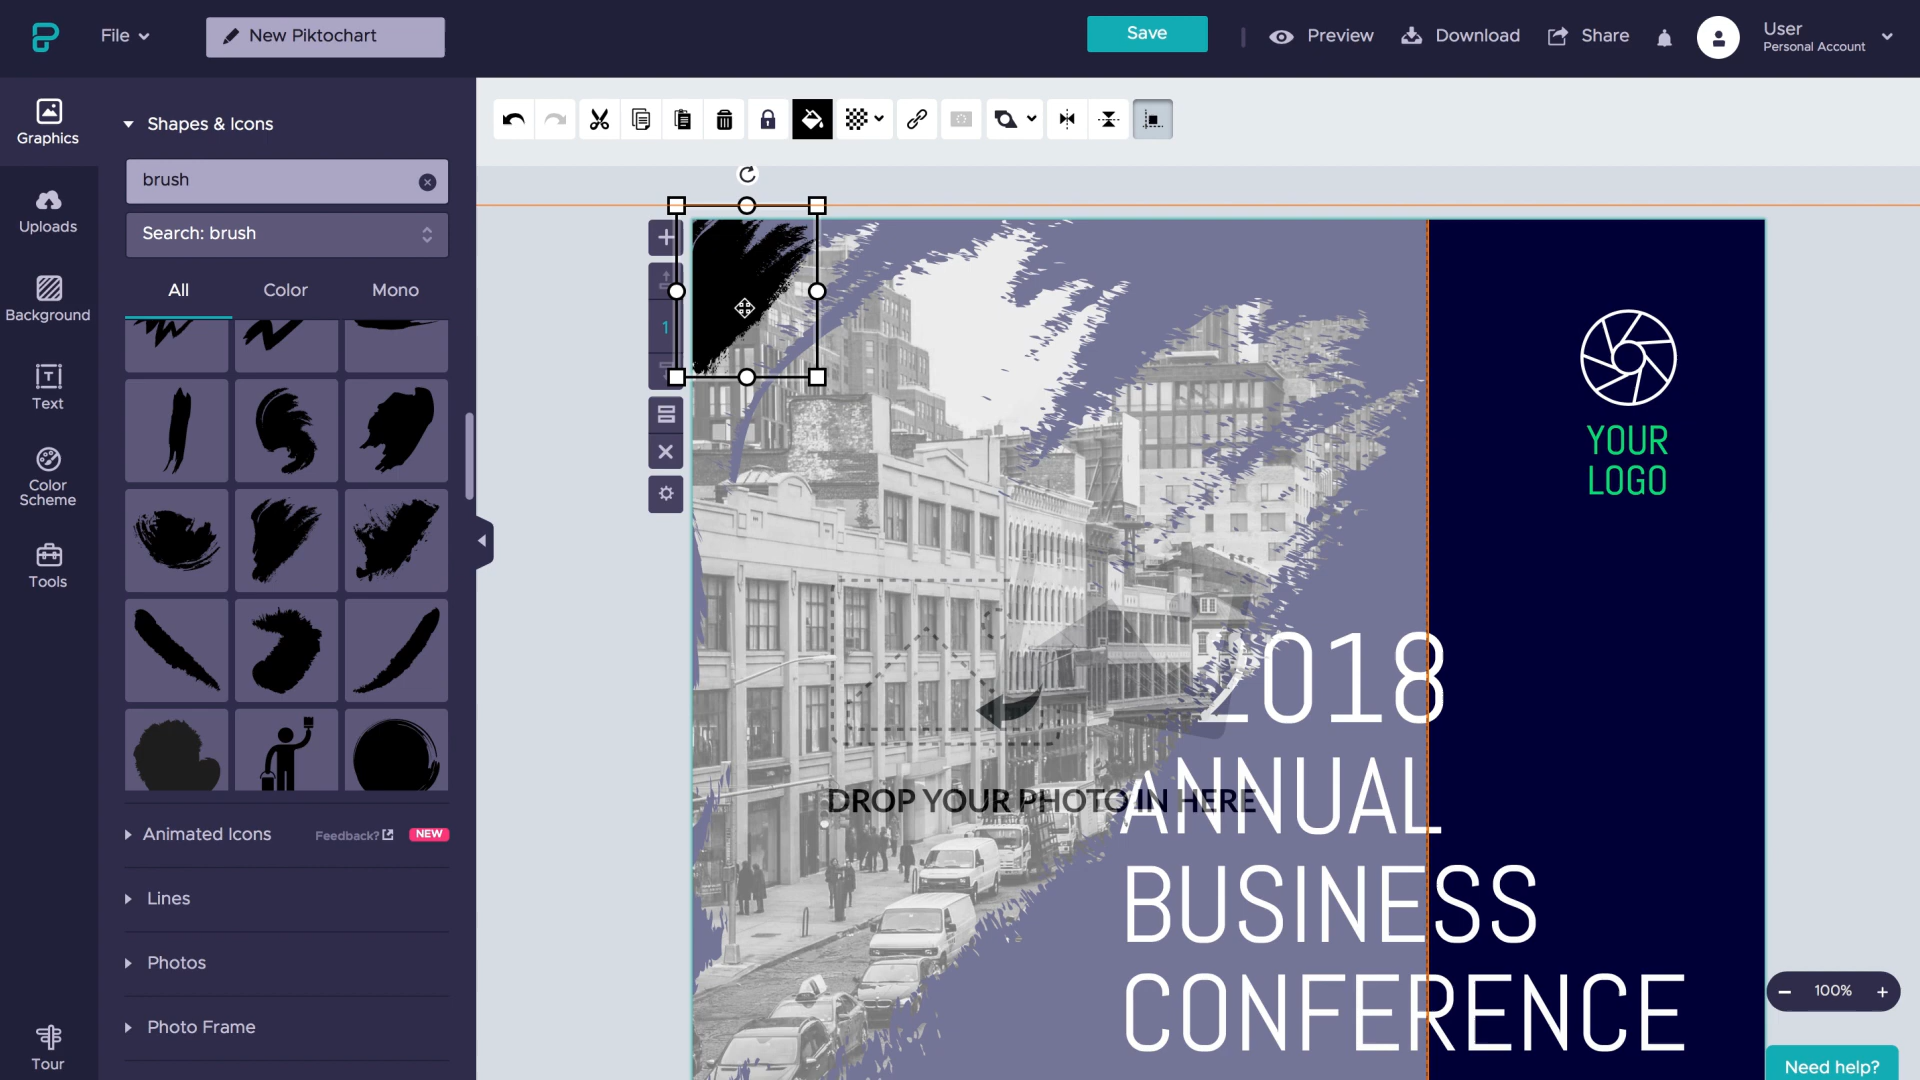 File
New Piktochart
Save
Preview
Download
Share
User
Personal Account
Graphics
Uploads
Background
Text
Color
Scheme
Tools
Tour
Shapes & Icons
brush
Search: brush
All
Color
Mono
Animated Icons
Feedback?
NEW
Lines
Photos
Photo Frame
1
YOUR
LOGO
DROP YOUR PHOTO IN HERE
2018
ANNUAL
BUSINESS
CONFERENCE
100%
Need help?